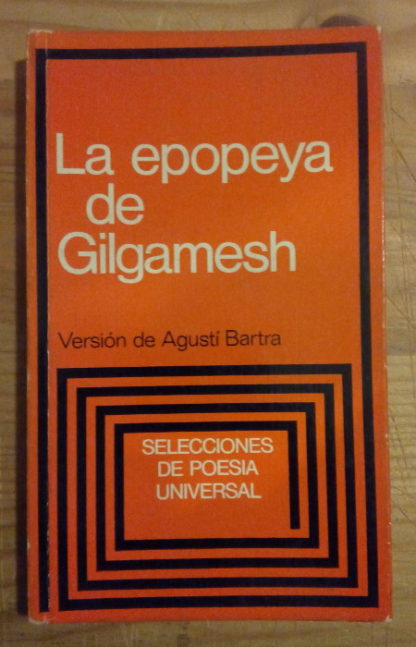 La epopeya
de
Gilgamesh
Versión de Agustí Bartra
SELECCIONES
DE POESIA
UNIVERSAL